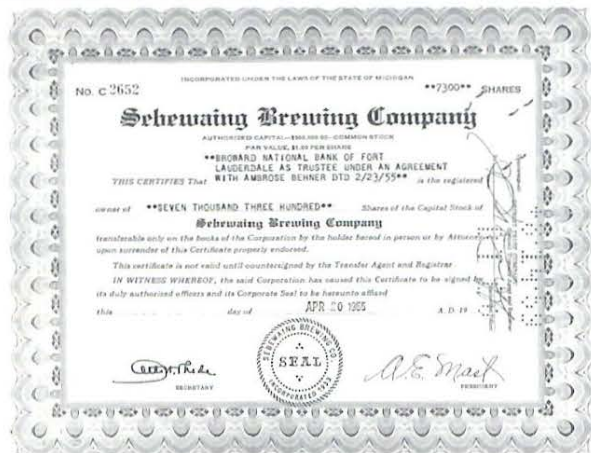 INCORPORATED UNDER THE LAWS OF THE STATE OF MICHIGAN
No. C 2652
**7300** SHARES
Sebewaing Brewing Company
AUTHORIZED CAPITAL—$500,000.00—COMMON STOCK
PAR VALUE, $1.00 PER SHARE
**BROWARD NATIONAL BANK OF FORT
LAUDERDALE AS TRUSTEE UNDER AN AGREEMENT
THIS CERTIFIES That WITH AMBROSE BEHNER DTD 2/23/55** is the registered
owner of **SEVEN THOUSAND THREE HUNDRED** Shares of the Capital Stock of
Sebewaing Brewing Company
transferable only on the books of the Corporation by the holder hereof in person or by Attorney
upon surrender of this Certificate properly endorsed.
This certificate is not valid until countersigned by the Transfer Agent and Registrar.
IN WITNESS WHEREOF, the said Corporation has caused this Certificate to be signed by
its duly authorized officers and its Corporate Seal to be hereunto affixed
this day of APR 20 1955 A.D. 19
SEBEWAING BREWING CO.
SEAL
INCORPORATED 1933
A.E. Mast
SECRETARY
PRESIDENT